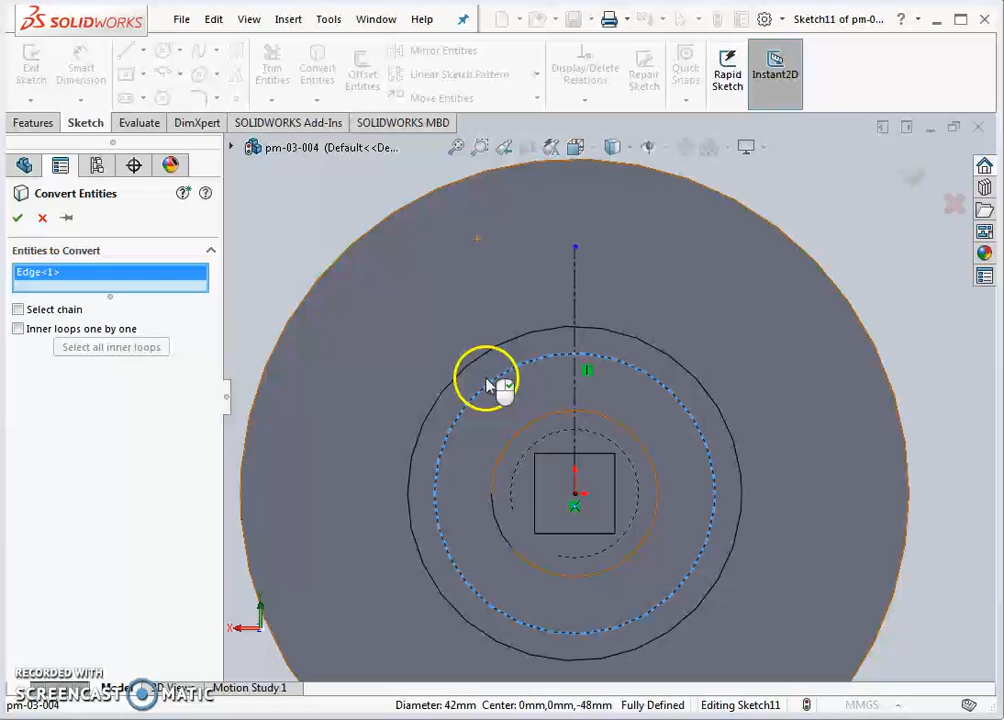 SOLIDWORKS File Edit View Insert Tools Window Help Sketch11 of pm-0... ?
Exit Sketch
Smart Dimension
Trim Entities
Convert Entities
Offset Entities
Mirror Entities
Linear Sketch Pattern
Move Entities
Display/Delete Relations
Repair Sketch
Quick Snaps
Rapid Sketch
Instant2D
Features Sketch Evaluate DimXpert SOLIDWORKS Add-Ins SOLIDWORKS MBD
pm-03-004 (Default<<De...
Convert Entities
Entities to Convert
Edge<1>
Select chain
Inner loops one by one
Select all inner loops
X
RECORDED WITH
SCREENCAST MATIC
Model 3D Views Motion Study 1
pm-03-004 Diameter: 42mm Center: 0mm,0mm,-48mm Fully Defined Editing Sketch11 MMGS